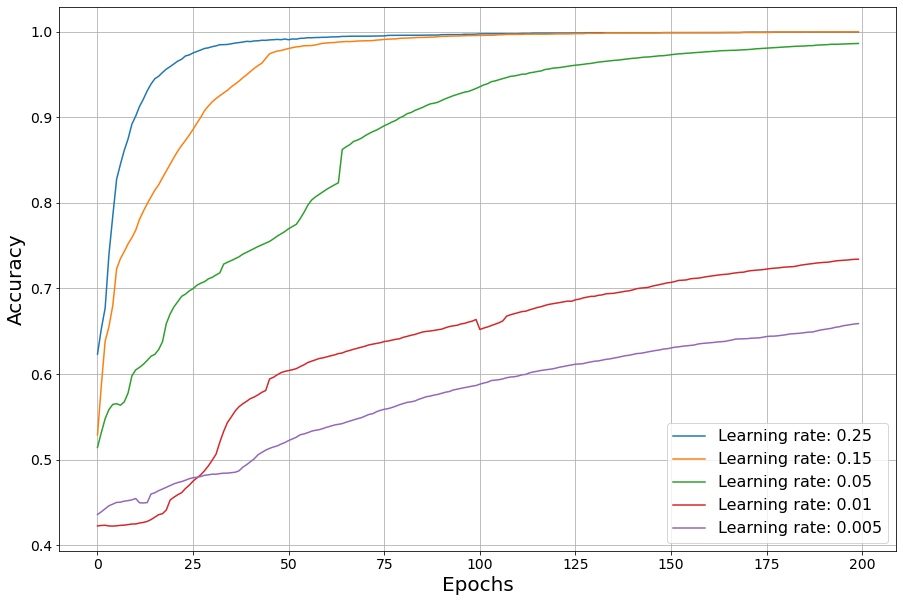 1.0
0.9
0.8
0.7
0.6
0.5
0.4
Accuracy
0 25 50 75 100 125 150 175 200
Epochs
Learning rate: 0.25
Learning rate: 0.15
Learning rate: 0.05
Learning rate: 0.01
Learning rate: 0.005